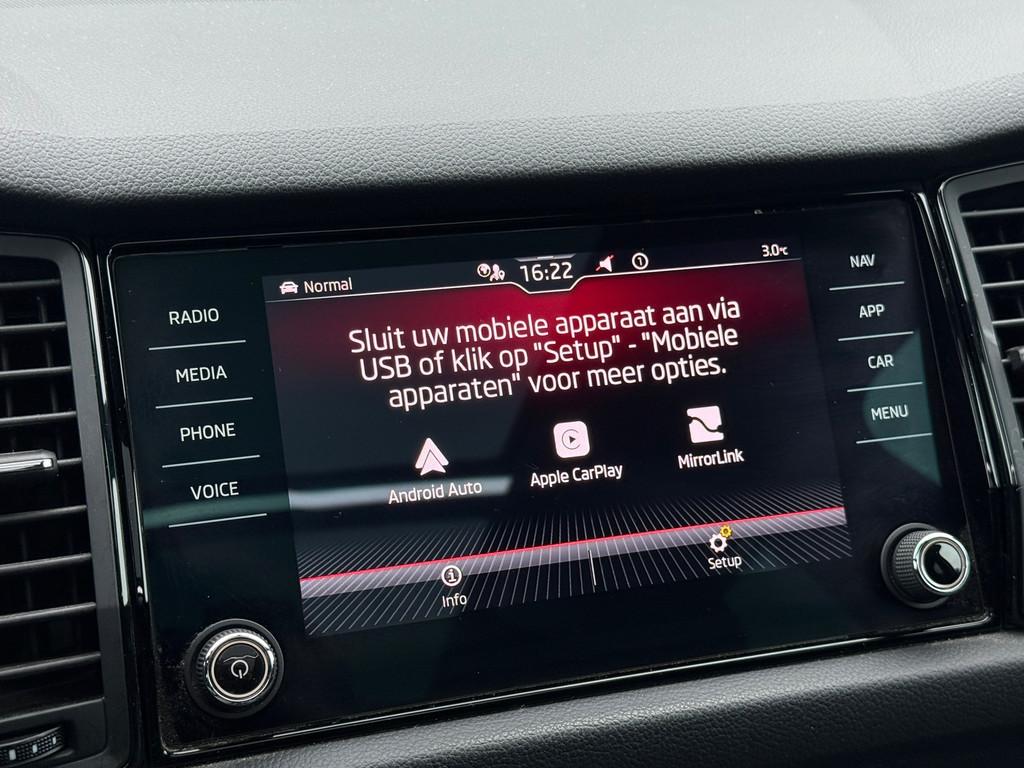 RADIO
MEDIA
PHONE
VOICE
Normal
16:22
1
3.0°C
Sluit uw mobiele apparaat aan via
USB of klik op "Setup" - "Mobiele
apparaten" voor meer opties.
Android Auto
Apple CarPlay
MirrorLink
Info
Setup
NAV
APP
CAR
MENU